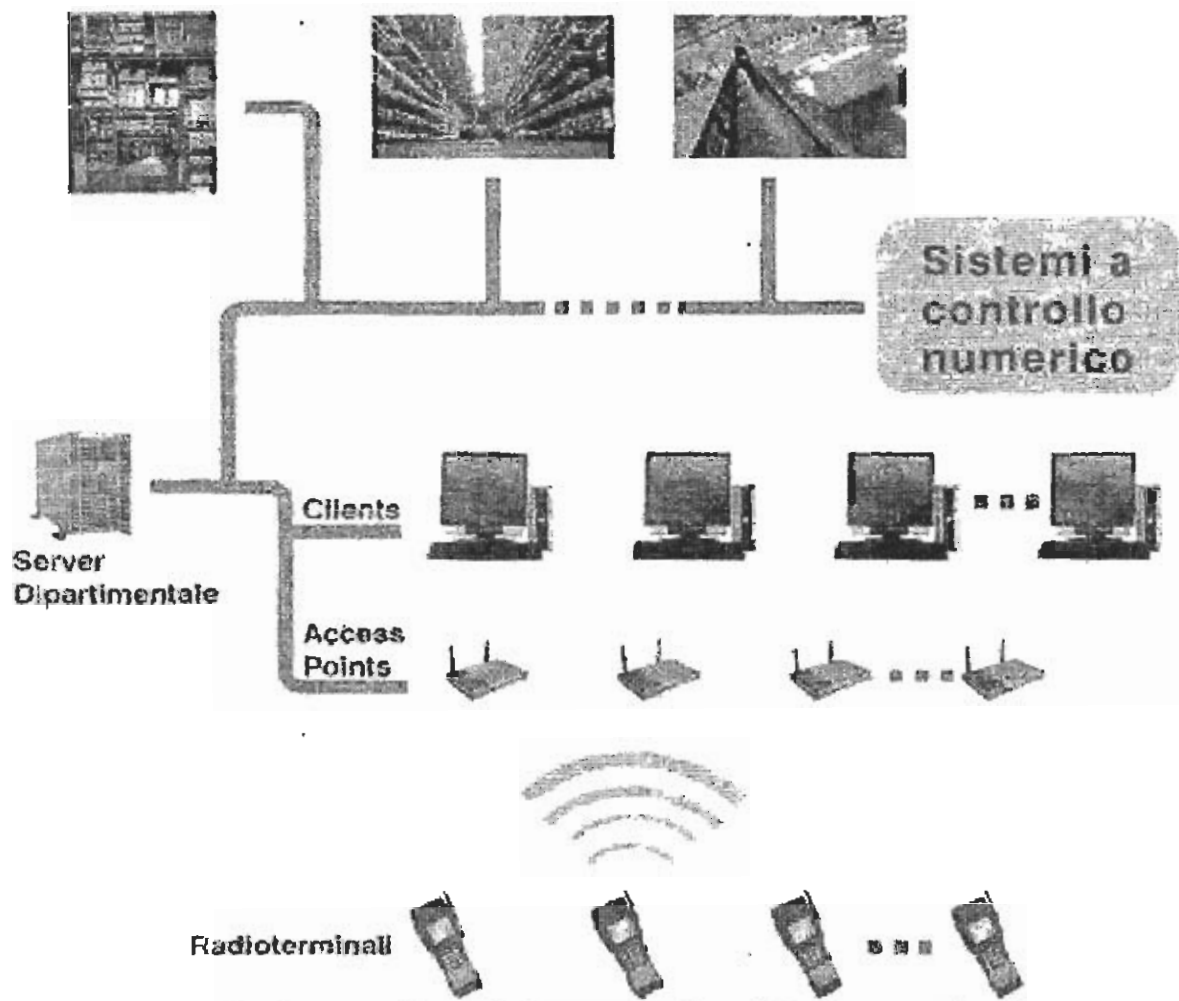 Sistemi a
controllo
numerico
Clients
Server
Dipartimentale
Access
Points
Radioterminali